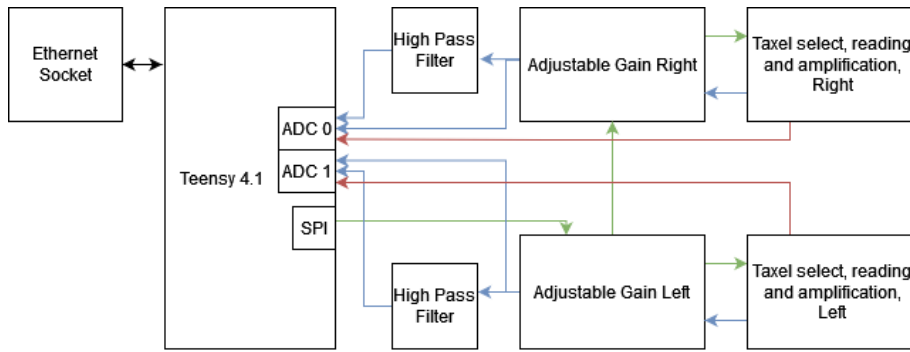 Ethernet
Socket
Teensy 4.1
ADC 0
ADC 1
SPI
High Pass
Filter
Adjustable Gain Right
Taxel select, reading
and amplification,
Right
High Pass
Filter
Adjustable Gain Left
Taxel select, reading
and amplification,
Left